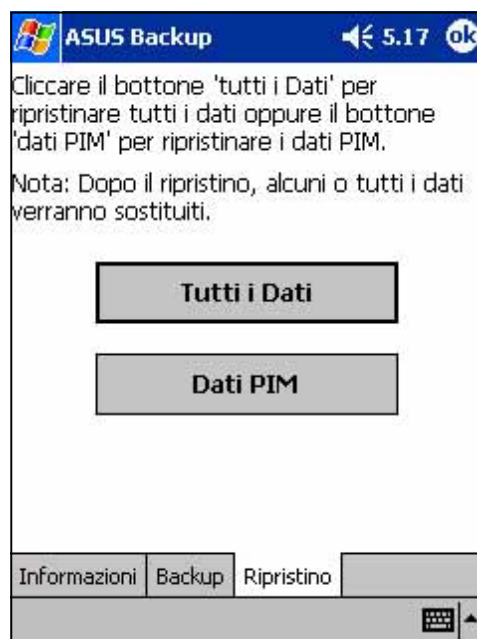 ASUS Backup 5.17 ok
Cliccare il bottone 'tutti i Dati' per
ripristinare tutti i dati oppure il bottone
'dati PIM' per ripristinare i dati PIM.
Nota: Dopo il ripristino, alcuni o tutti i dati
verranno sostituiti.
Tutti i Dati
Dati PIM
Informazioni Backup Ripristino